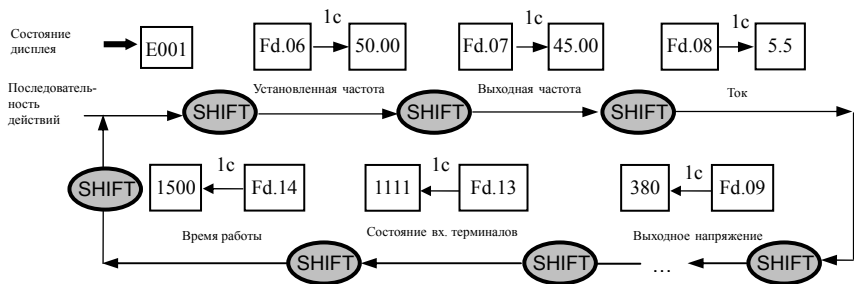 Состояние дисплея
E001
Fd.06
1с
50.00
Fd.07
1с
45.00
Fd.08
1с
5.5
Последователь-
ность
действий
SHIFT
Установленная частота
SHIFT
Выходная частота
SHIFT
Ток
SHIFT
1500
1с
Fd.14
1111
1с
Fd.13
380
1с
Fd.09
Время работы
SHIFT
Состояние вх. терминалов
SHIFT
...
Выходное напряжение
SHIFT